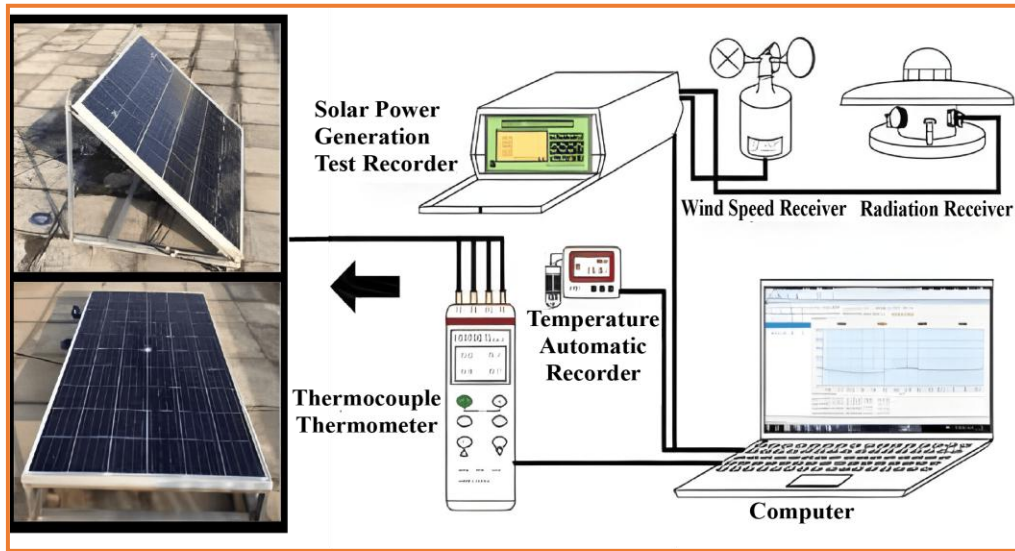 Solar Power
Generation
Test Recorder
Wind Speed Receiver
Radiation Receiver
Temperature
Automatic
Recorder
Thermocouple
Thermometer
Computer